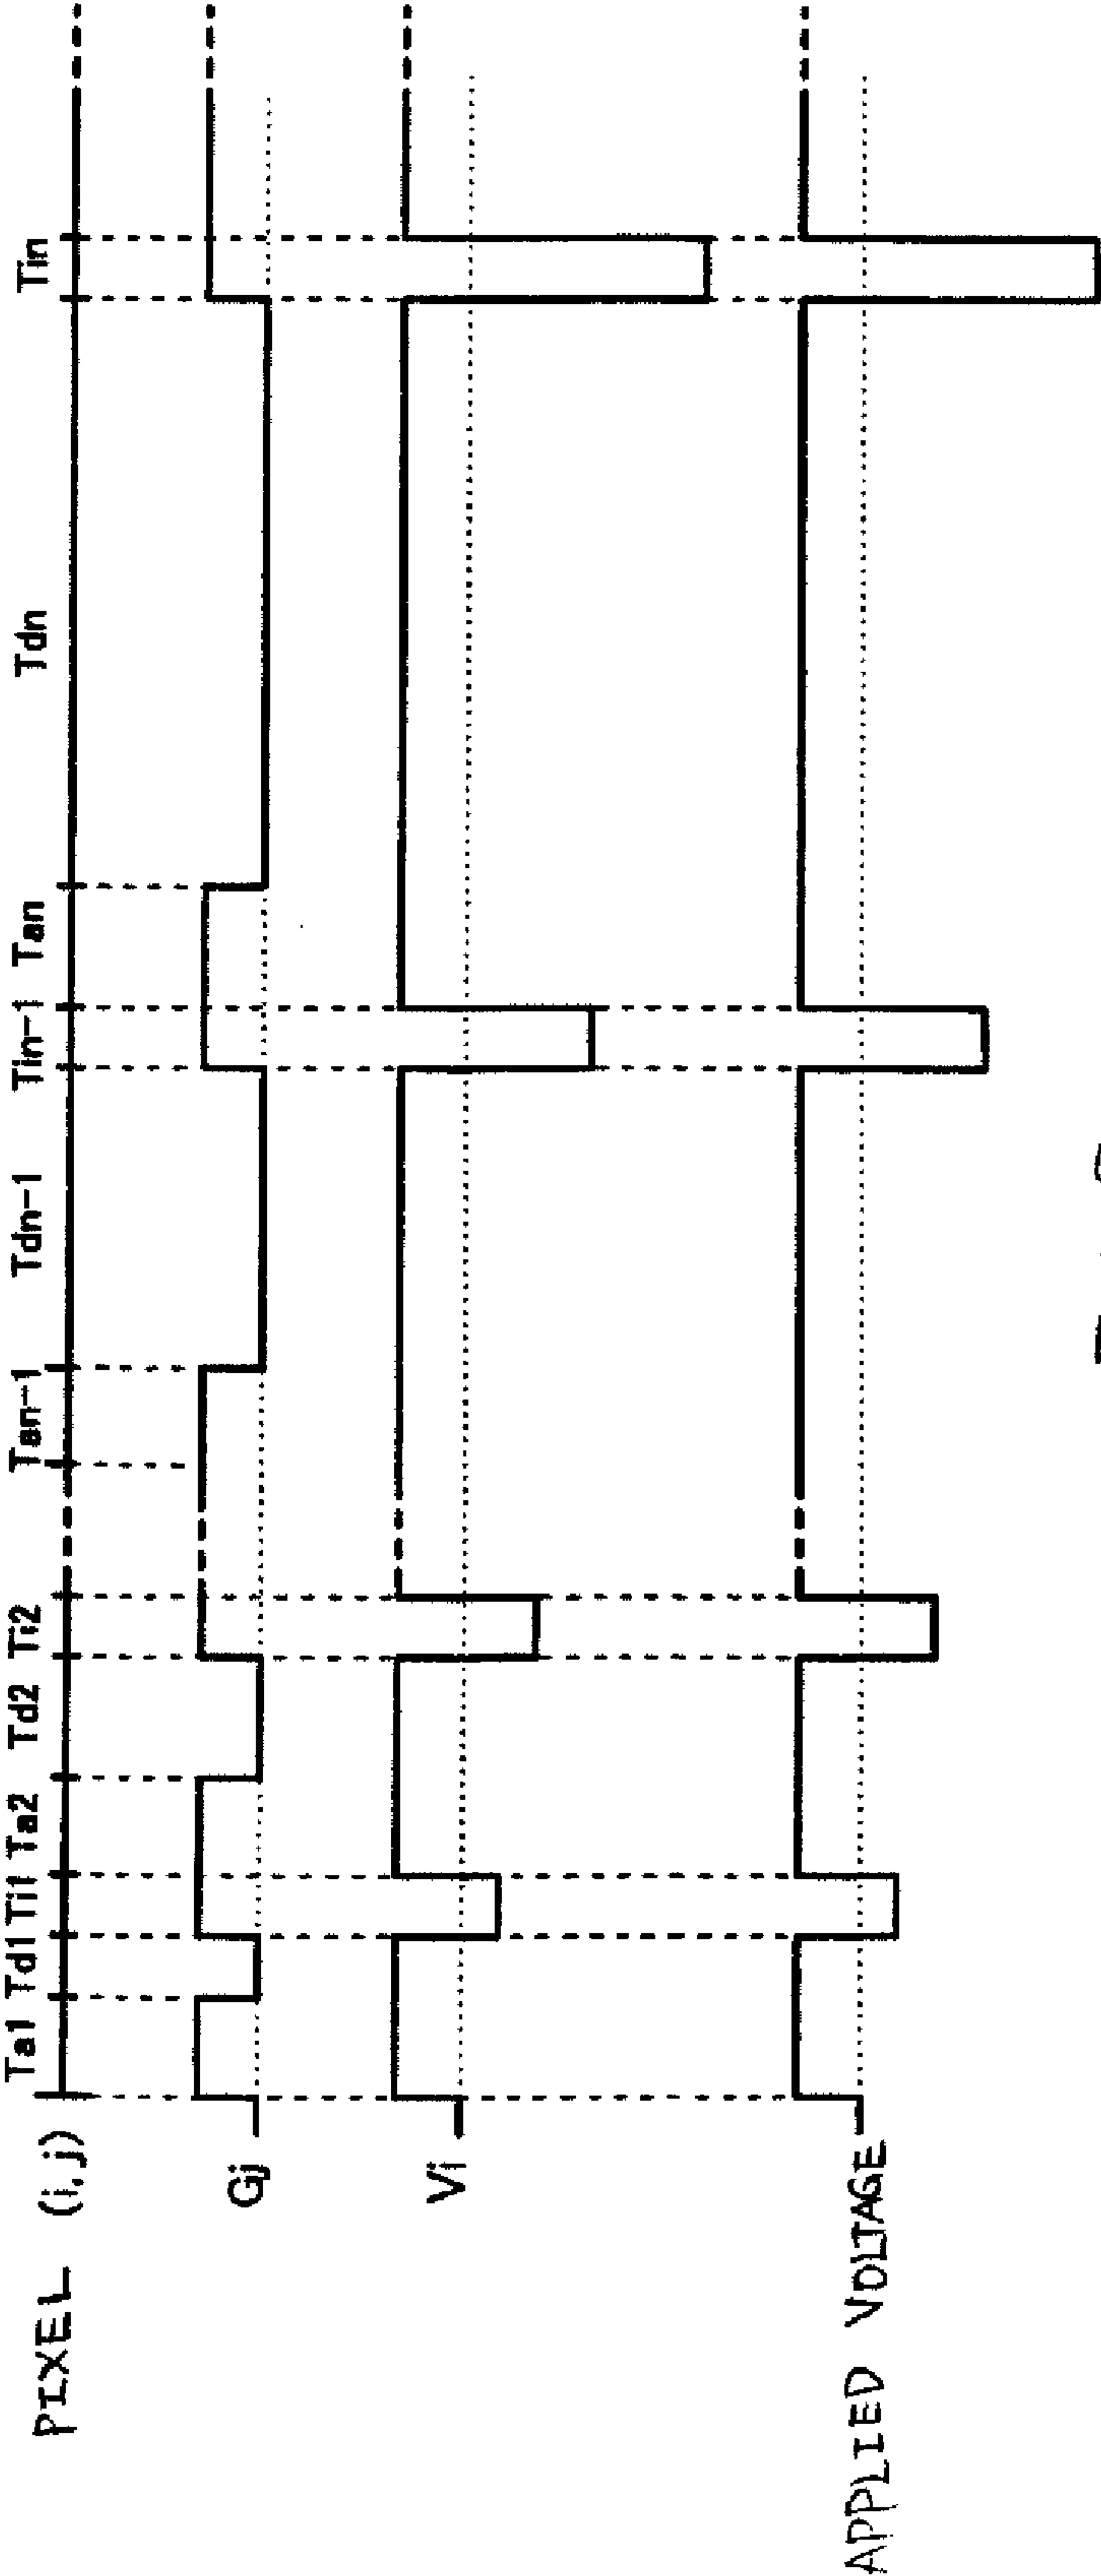 PIXEL (i, j)
Ta1 Td1 Ti1 Ta2 Td2 Ti2 Tan-1 Tdn-1 Tin-1 Tan Tdn Tin
Gj
Vi
APPLIED VOLTAGE